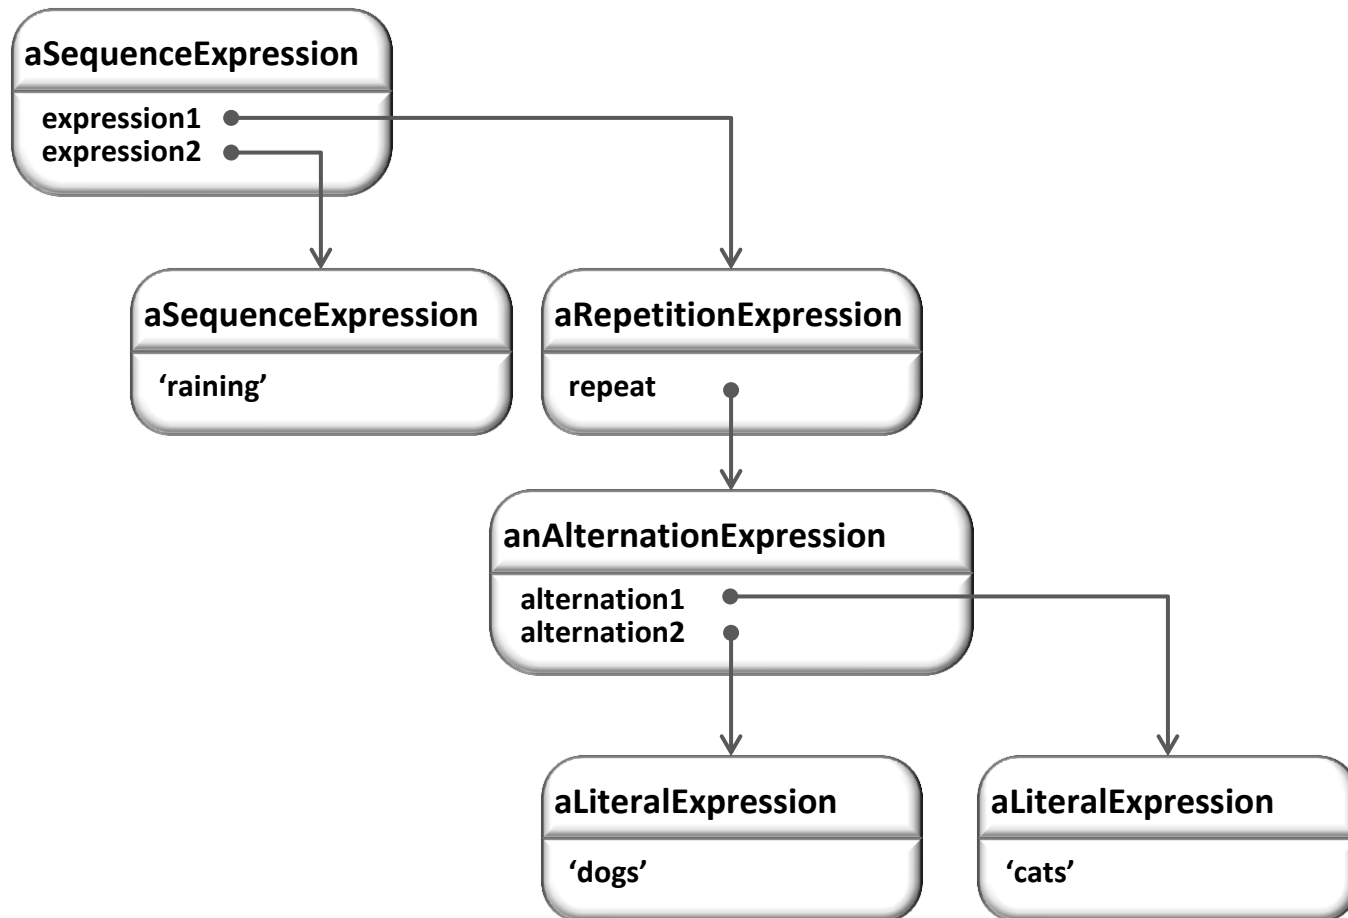 aSequenceExpression
expression1
expression2
aSequenceExpression
‘raining’
aRepetitionExpression
repeat
anAlternationExpression
alternation1
alternation2
aLiteralExpression
‘dogs’
aLiteralExpression
‘cats’